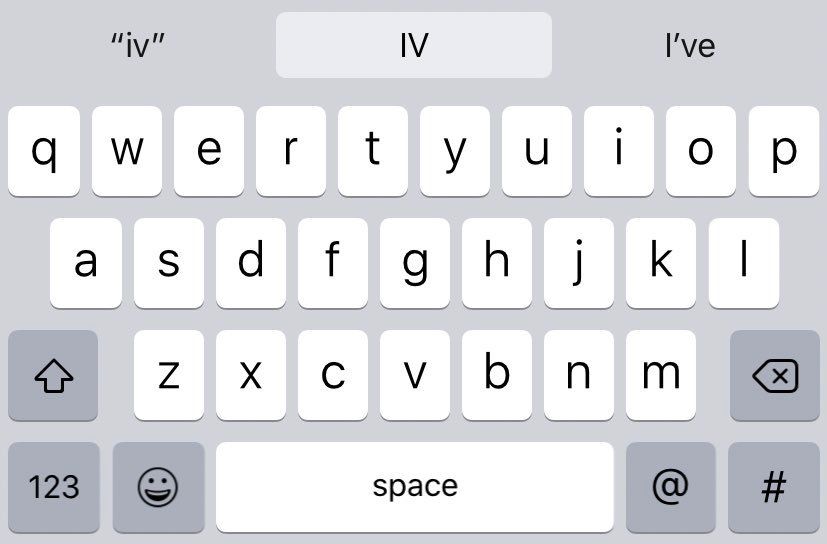 “iv” IV I’ve
q w e r t y u i o p
a s d f g h j k l
z x c v b n m
123 space @ #